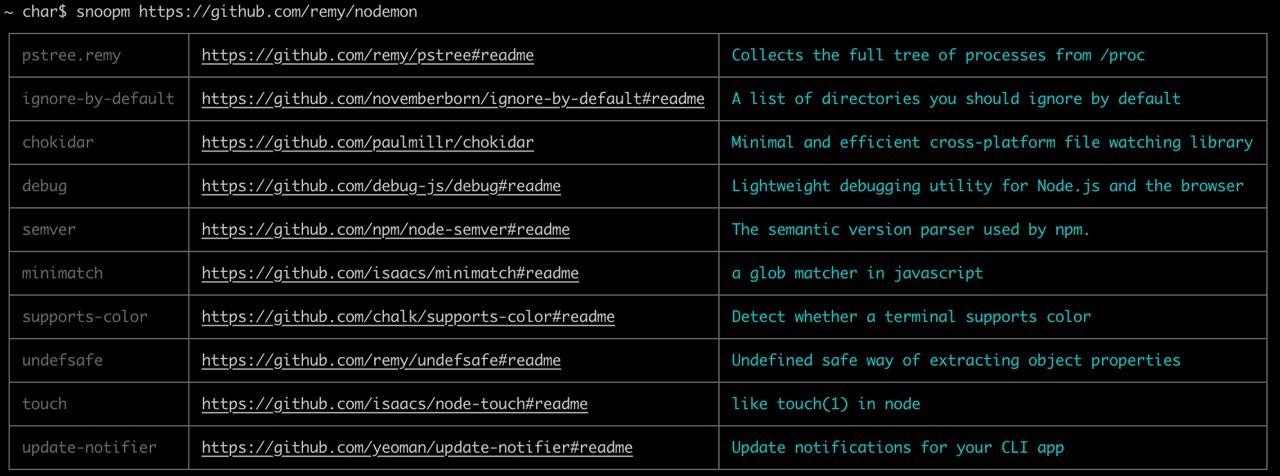 ~ char$ snoopm https://github.com/remy/nodemon
pstree.remy https://github.com/remy/pstree#readme Collects the full tree of processes from /proc
ignore-by-default https://github.com/novemberborn/ignore-by-default#readme A list of directories you should ignore by default
chokidar https://github.com/paulmillr/chokidar Minimal and efficient cross-platform file watching library
debug https://github.com/debug-js/debug#readme Lightweight debugging utility for Node.js and the browser
semver https://github.com/npm/node-semver#readme The semantic version parser used by npm.
minimatch https://github.com/isaacs/minimatch#readme a glob matcher in javascript
supports-color https://github.com/chalk/supports-color#readme Detect whether a terminal supports color
undefsafe https://github.com/remy/undefsafe#readme Undefined safe way of extracting object properties
touch https://github.com/isaacs/node-touch#readme like touch(1) in node
update-notifier https://github.com/yeoman/update-notifier#readme Update notifications for your CLI app